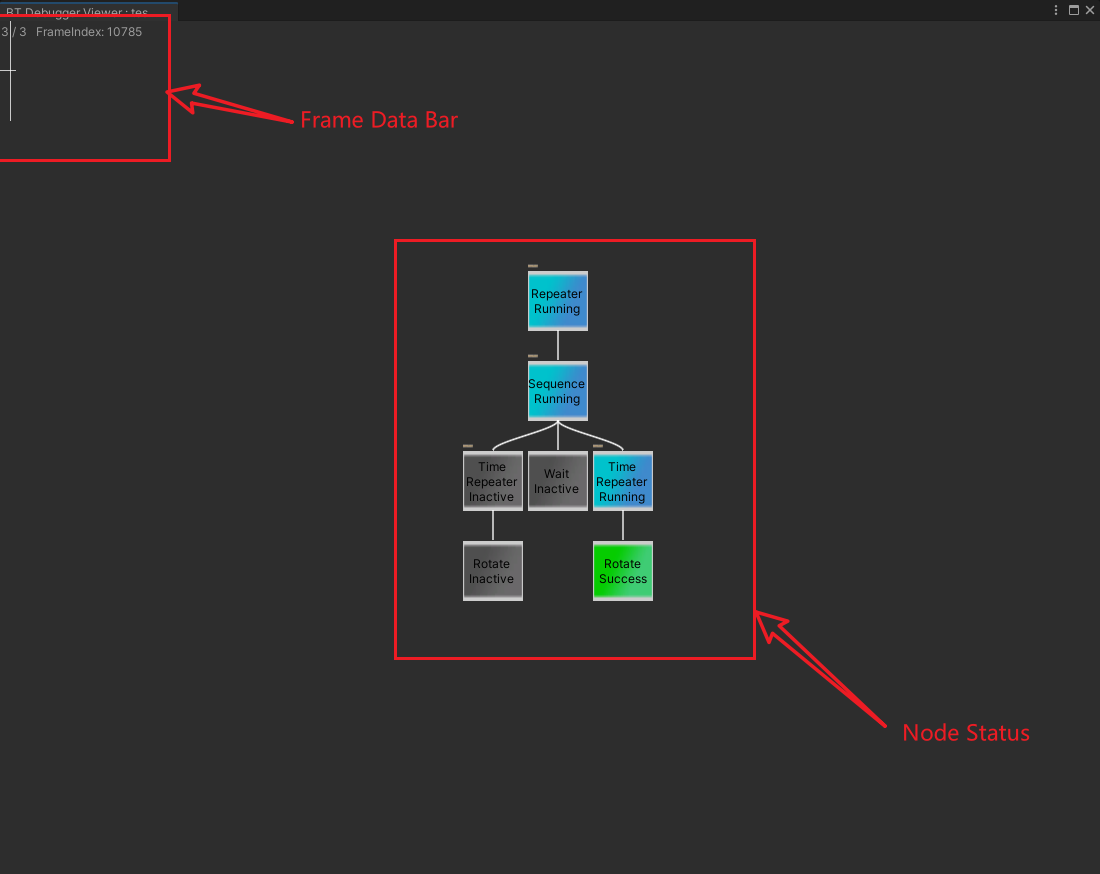 BT Debugger Viewer : tes
3 / 3 FrameIndex: 10785
Frame Data Bar
Repeater
Running
Sequence
Running
Time
Repeater
Inactive
Wait
Inactive
Time
Repeater
Running
Rotate
Inactive
Rotate
Success
Node Status